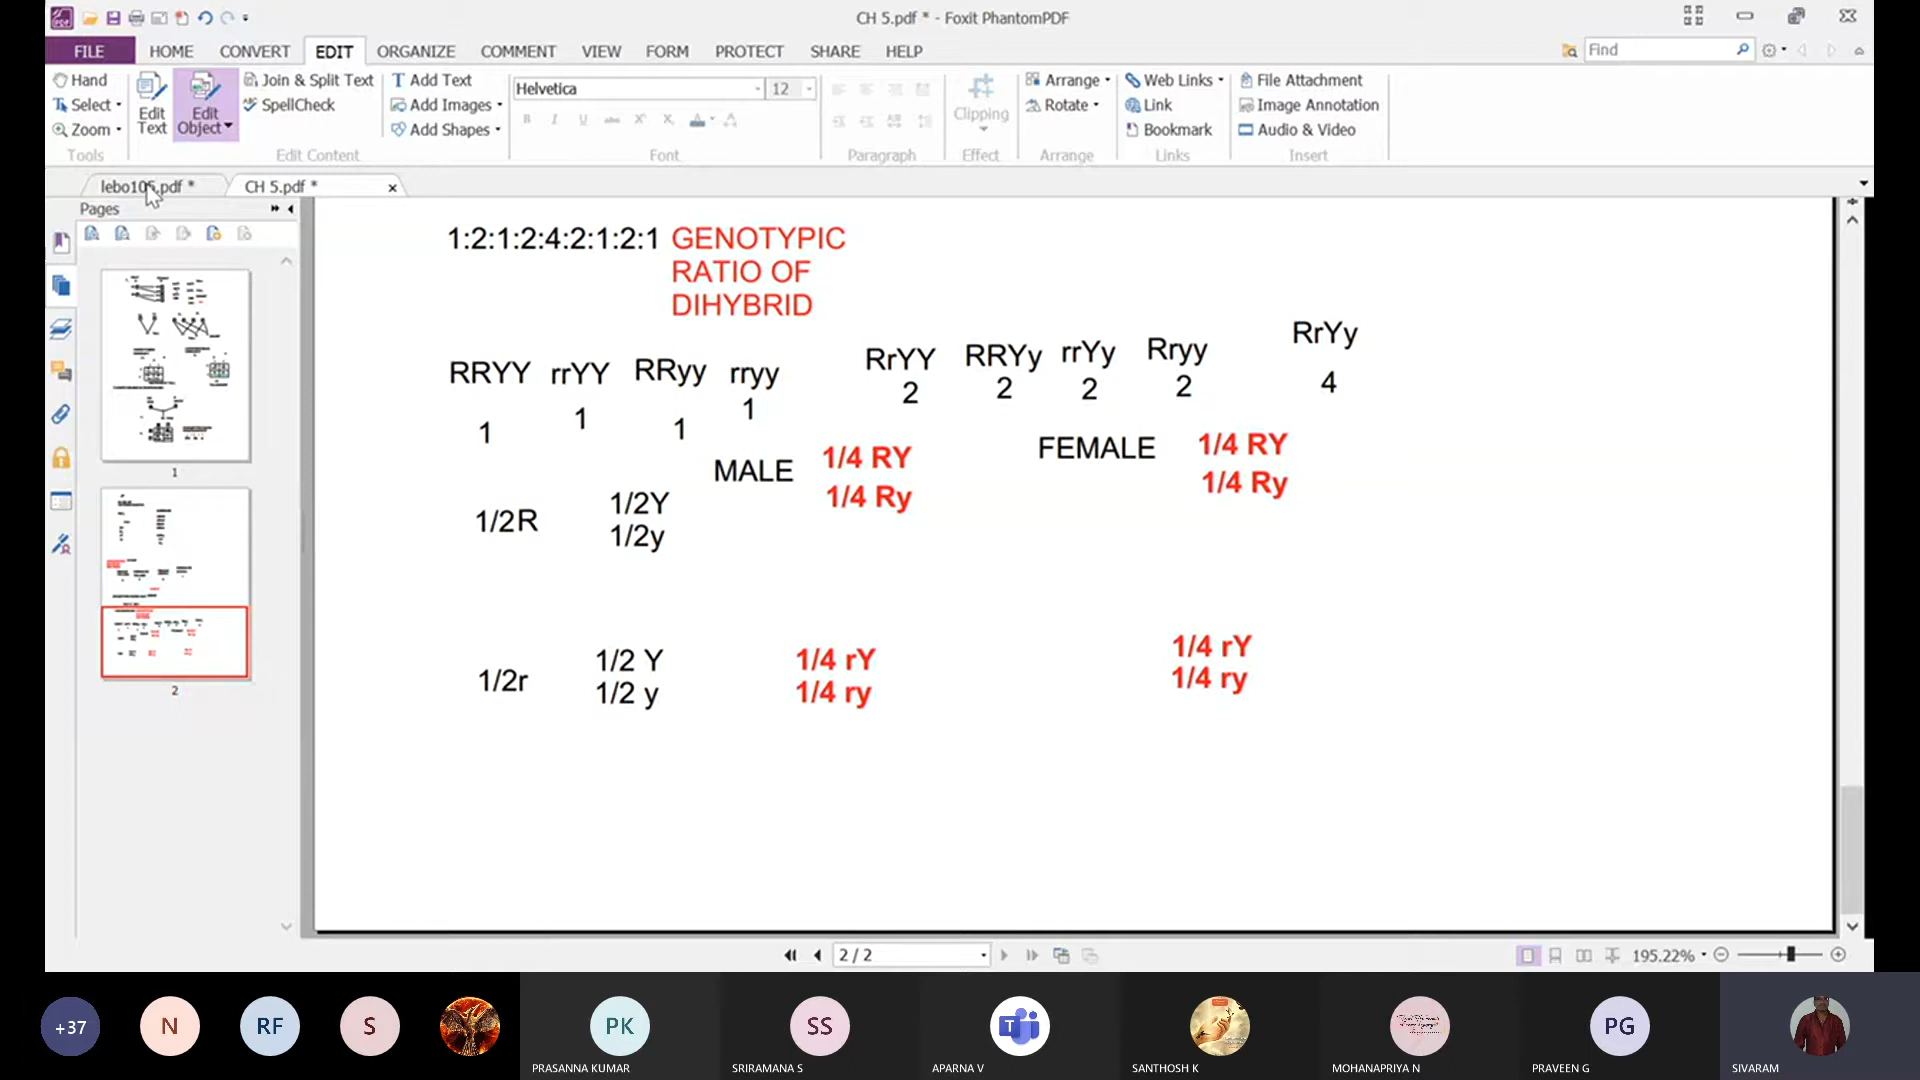 CH 5.pdf * - Foxit PhantomPDF
FILE HOME CONVERT EDIT ORGANIZE COMMENT VIEW FORM PROTECT SHARE HELP Find
Hand
Select
Zoom
Tools
Edit Text
Edit Object
Join & Split Text
SpellCheck
Edit Content
Add Text
Add Images
Add Shapes
Helvetica 12
B I U abc X X A
Font
Paragraph
Clipping
Effect
Arrange
Rotate
Arrange
Web Links
Link
Bookmark
Links
File Attachment
Image Annotation
Audio & Video
Insert
lebo105.pdf * CH 5.pdf *
Pages
1
2
1:2:1:2:4:2:1:2:1 GENOTYPIC
RATIO OF
DIHYBRID
RRYY rrYY RRyy rryy RrYY RRYy rrYy Rryy RrYy
1 1 1 1 2 2 2 2 4
MALE 1/4 RY
1/4 Ry
FEMALE 1/4 RY
1/4 Ry
1/2R 1/2Y
1/2y
1/2r 1/2 Y
1/2 y
1/4 rY
1/4 ry
1/4 rY
1/4 ry
2 / 2
195.22%
+37 N RF S PK SS PG
PRASANNA KUMAR SRIRAMANA S APARNA V SANTHOSH K MOHANAPRIYA N PRAVEEN G SIVARAM